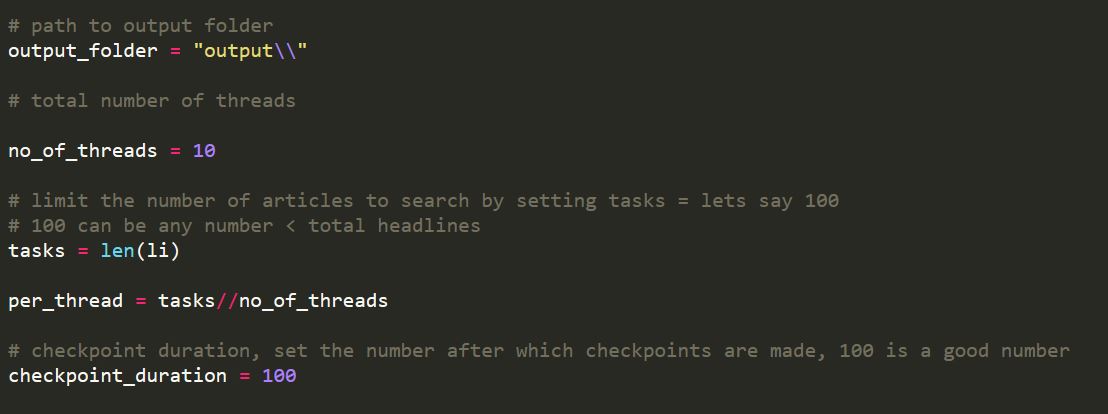 # path to output folder
output_folder = "output\\"
# total number of threads
no_of_threads = 10
# limit the number of articles to search by setting tasks = lets say 100
# 100 can be any number < total headlines
tasks = len(li)
per_thread = tasks//no_of_threads
# checkpoint duration, set the number after which checkpoints are made, 100 is a good number
checkpoint_duration = 100